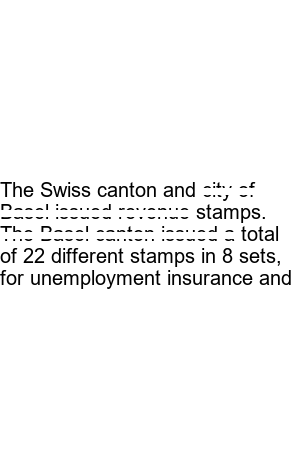 The Swiss canton and city of
Basel issued revenue stamps.
The Basel canton issued a total
of 22 different stamps in 8 sets,
for unemployment insurance and